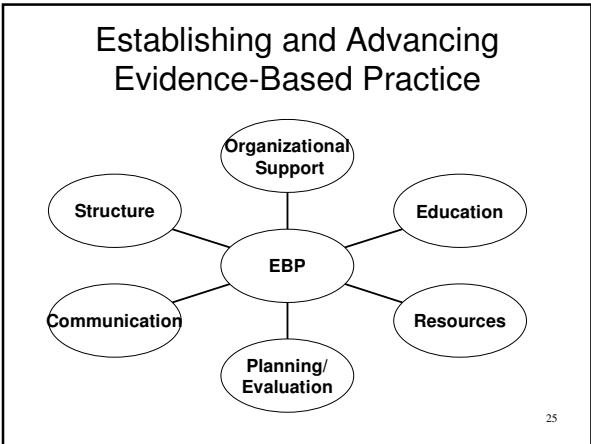 Establishing and Advancing
Evidence-Based Practice
Organizational
Support
Structure
Education
EBP
Communication
Resources
Planning/
Evaluation
25